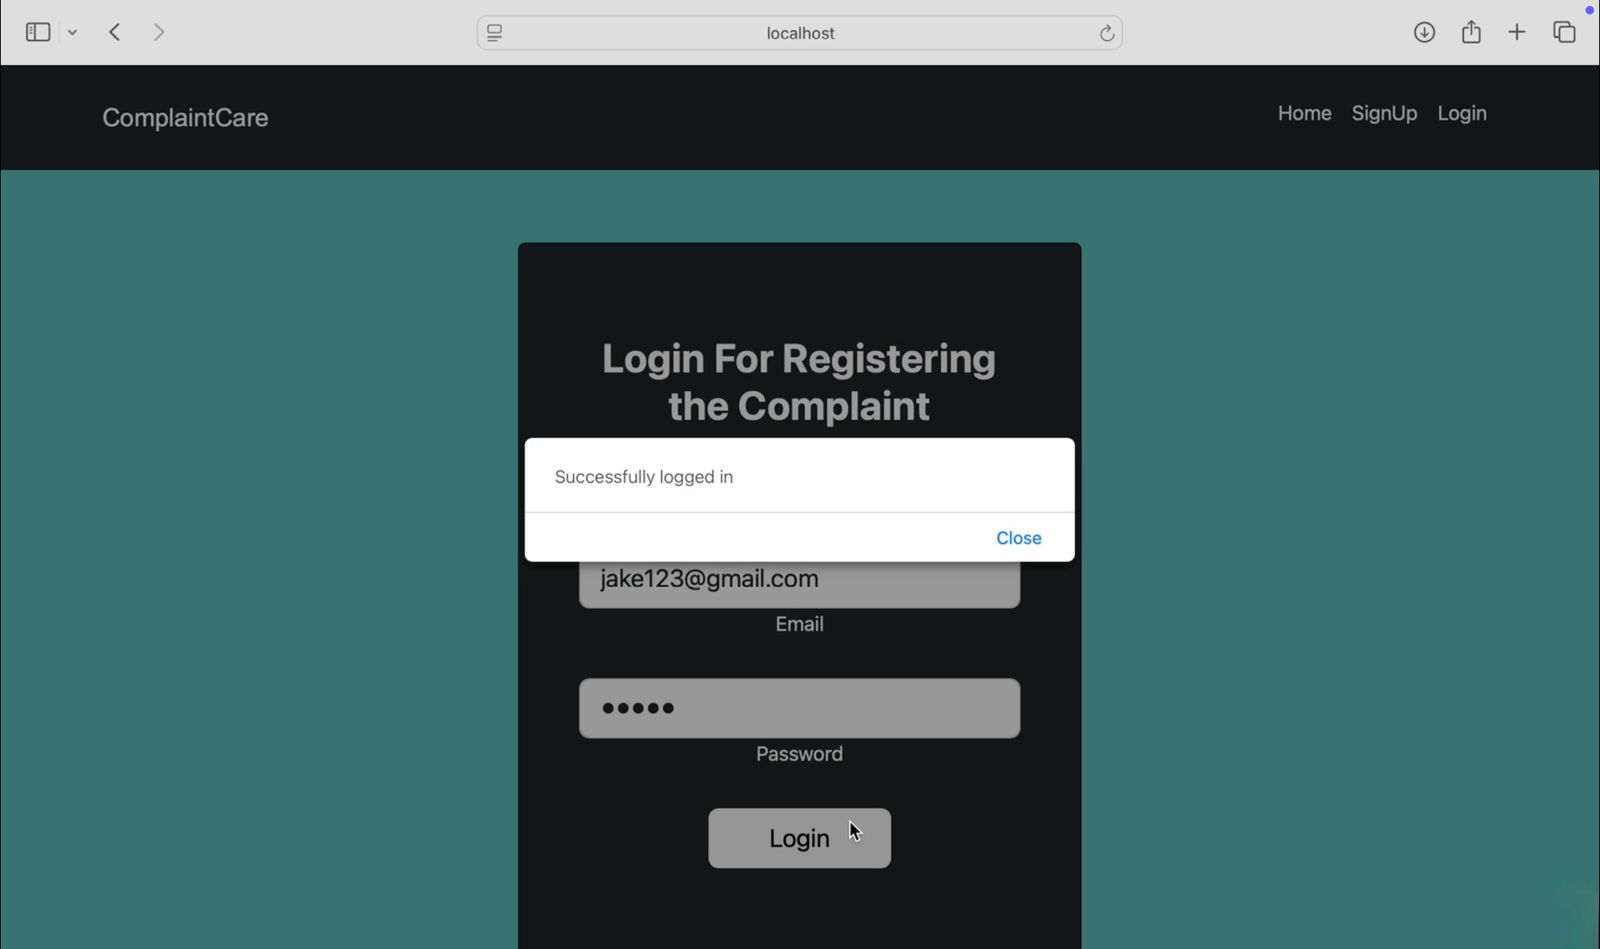 localhost
ComplaintCare
Home SignUp Login
Login For Registering
the Complaint
Successfully logged in
Close
jake123@gmail.com
Email
•••••
Password
Login